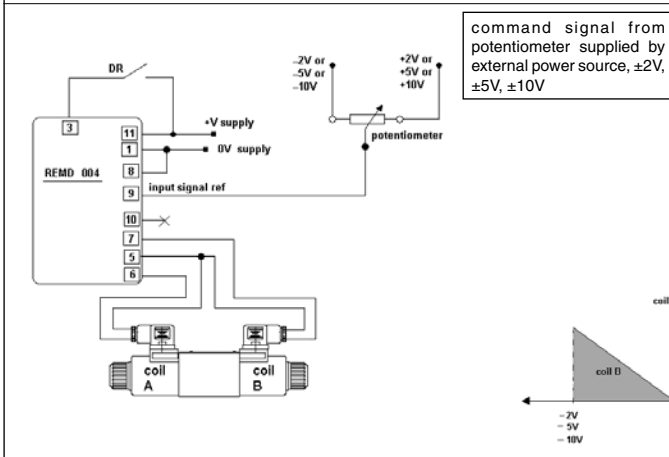 command signal from
potentiometer supplied by
external power source, ±2V,
±5V, ±10V
–2V or
–5V or
–10V
+2V or
+5V or
+10V
DR
potentiometer
3
11
+V supply
1
0V supply
8
REMD 004
9
input signal ref
10
7
5
6
coil
A
coil
B
coil
coil B
–2V
–5V
–10V